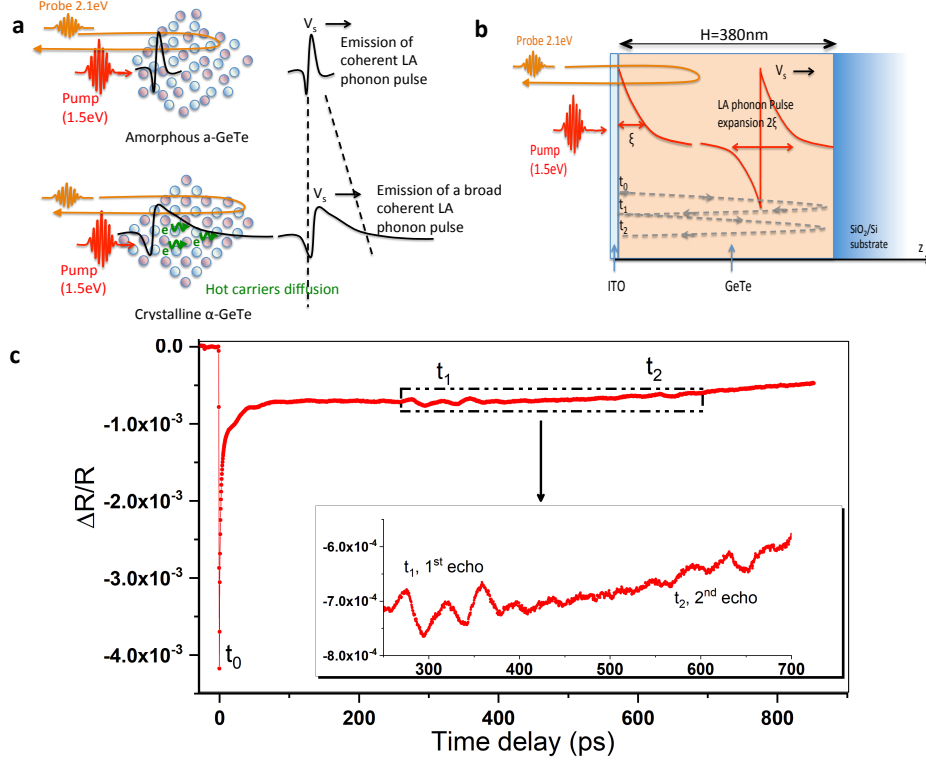 a
Probe 2.1eV
Pump
(1.5eV)
Amorphous a-GeTe
Vs
Emission of
coherent LA
phonon pulse
Pump
(1.5eV)
e
e
e
Hot carriers diffusion
Crystalline α-GeTe
Vs
Emission of a broad
coherent LA
phonon pulse
b
H=380nm
Probe 2.1eV
Pump
(1.5eV)
ξ
Vs
LA phonon Pulse
expansion 2ξ
t0
t1
t2
SiO2/Si
substrate
z
ITO
GeTe
c
0.0
-1.0x10-3
-2.0x10-3
-3.0x10-3
-4.0x10-3
ΔR/R
t0
t1
t2
-6.0x10-4
-7.0x10-4
-8.0x10-4
t1, 1st echo
t2, 2nd echo
300
400
500
600
700
0
200
400
600
800
Time delay (ps)